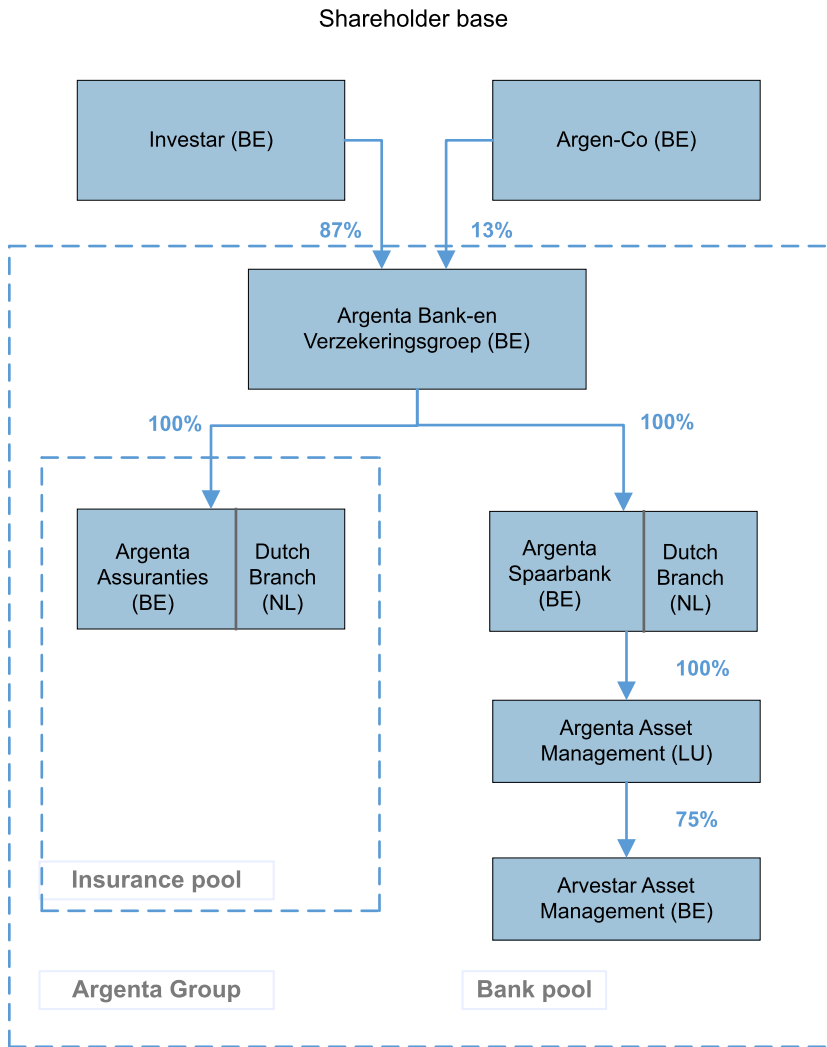 Shareholder base
Investar (BE)
Argen-Co (BE)
87%
13%
Argenta Bank-en
Verzekeringsgroep (BE)
100%
100%
Argenta
Assuranties
(BE)
Dutch
Branch
(NL)
Argenta
Spaarbank
(BE)
Dutch
Branch
(NL)
100%
Argenta Asset
Management (LU)
75%
Arvestar Asset
Management (BE)
Insurance pool
Argenta Group
Bank pool